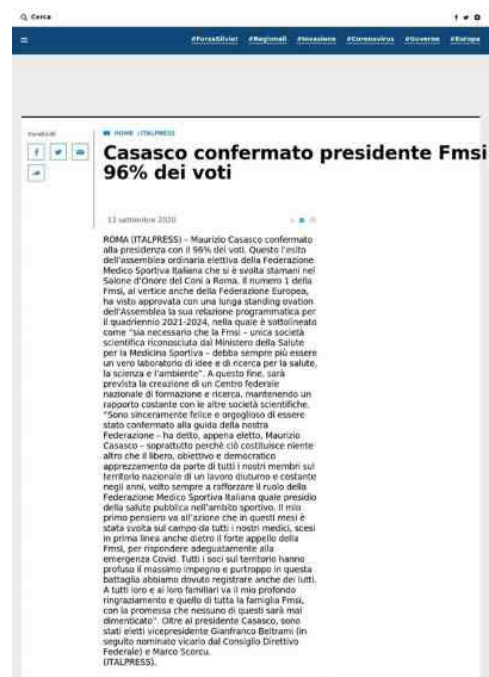 Cerca
#ForzaSilvio! #Regionali #Invasione #Coronavirus #Governo #Europa
Condividi
HOME ITALPRESS
Casasco confermato presidente Fmsi
96% dei voti
settembre 2020
ROMA (ITALPRESS) – Maurizio Casasco confermato
alla presidenza con il 96% dei voti. Questo l'esito
dell'assemblea ordinaria elettiva della Federazione
Medico Sportiva Italiana che si è svolta stamani nel
Salone d'Onore del Coni a Roma. Il numero 1 della
Fmsi, al vertice anche della Federazione Europea,
ha visto approvata con una lunga standing ovation
dell'Assemblea la sua relazione programmatica per
il quadriennio 2021-2024, nella quale è sottolineato
come "sia necessario che la Fmsi – unica società
scientifica riconosciuta dal Ministero della Salute
per la Medicina Sportiva – debba sempre più essere
un vero laboratorio di idee e di ricerca per la salute,
la scienza e l'ambiente". A questo fine, sarà
prevista la creazione di un Centro federale
nazionale di formazione e ricerca, mantenendo un
rapporto costante con le altre società scientifiche.
"Sono sinceramente felice e orgoglioso di essere
stato confermato alla guida della nostra
Federazione – ha detto, appena eletto, Maurizio
Casasco – soprattutto perchè ciò costituisce niente
altro che il libero, obiettivo e democratico
apprezzamento da parte di tutti i nostri membri sul
territorio nazionale di un lavoro diuturno e costante
negli anni, volto sempre a rafforzare il ruolo della
Federazione Medico Sportiva Italiana quale presidio
della salute pubblica nell'ambito sportivo. Il mio
primo pensiero va all'azione che in questi mesi è
stata svolta sul campo da tutti i nostri medici, scesi
in prima linea anche dietro il forte appello della
Fmsi, per rispondere adeguatamente alla
emergenza Covid. Tutti i soci sul territorio hanno
profuso il massimo impegno e purtroppo in questa
battaglia abbiamo dovuto registrare anche dei lutti.
A tutti loro e ai loro familiari va il mio profondo
ringraziamento e quello di tutta la famiglia Fmsi,
con la promessa che nessuno di questi sarà mai
dimenticato". Oltre al presidente Casasco, sono
stati eletti vicepresidente Gianfranco Beltrami (in
seguito nominato vicario dal Consiglio Direttivo
Federale) e Marco Scorcu.
(ITALPRESS).